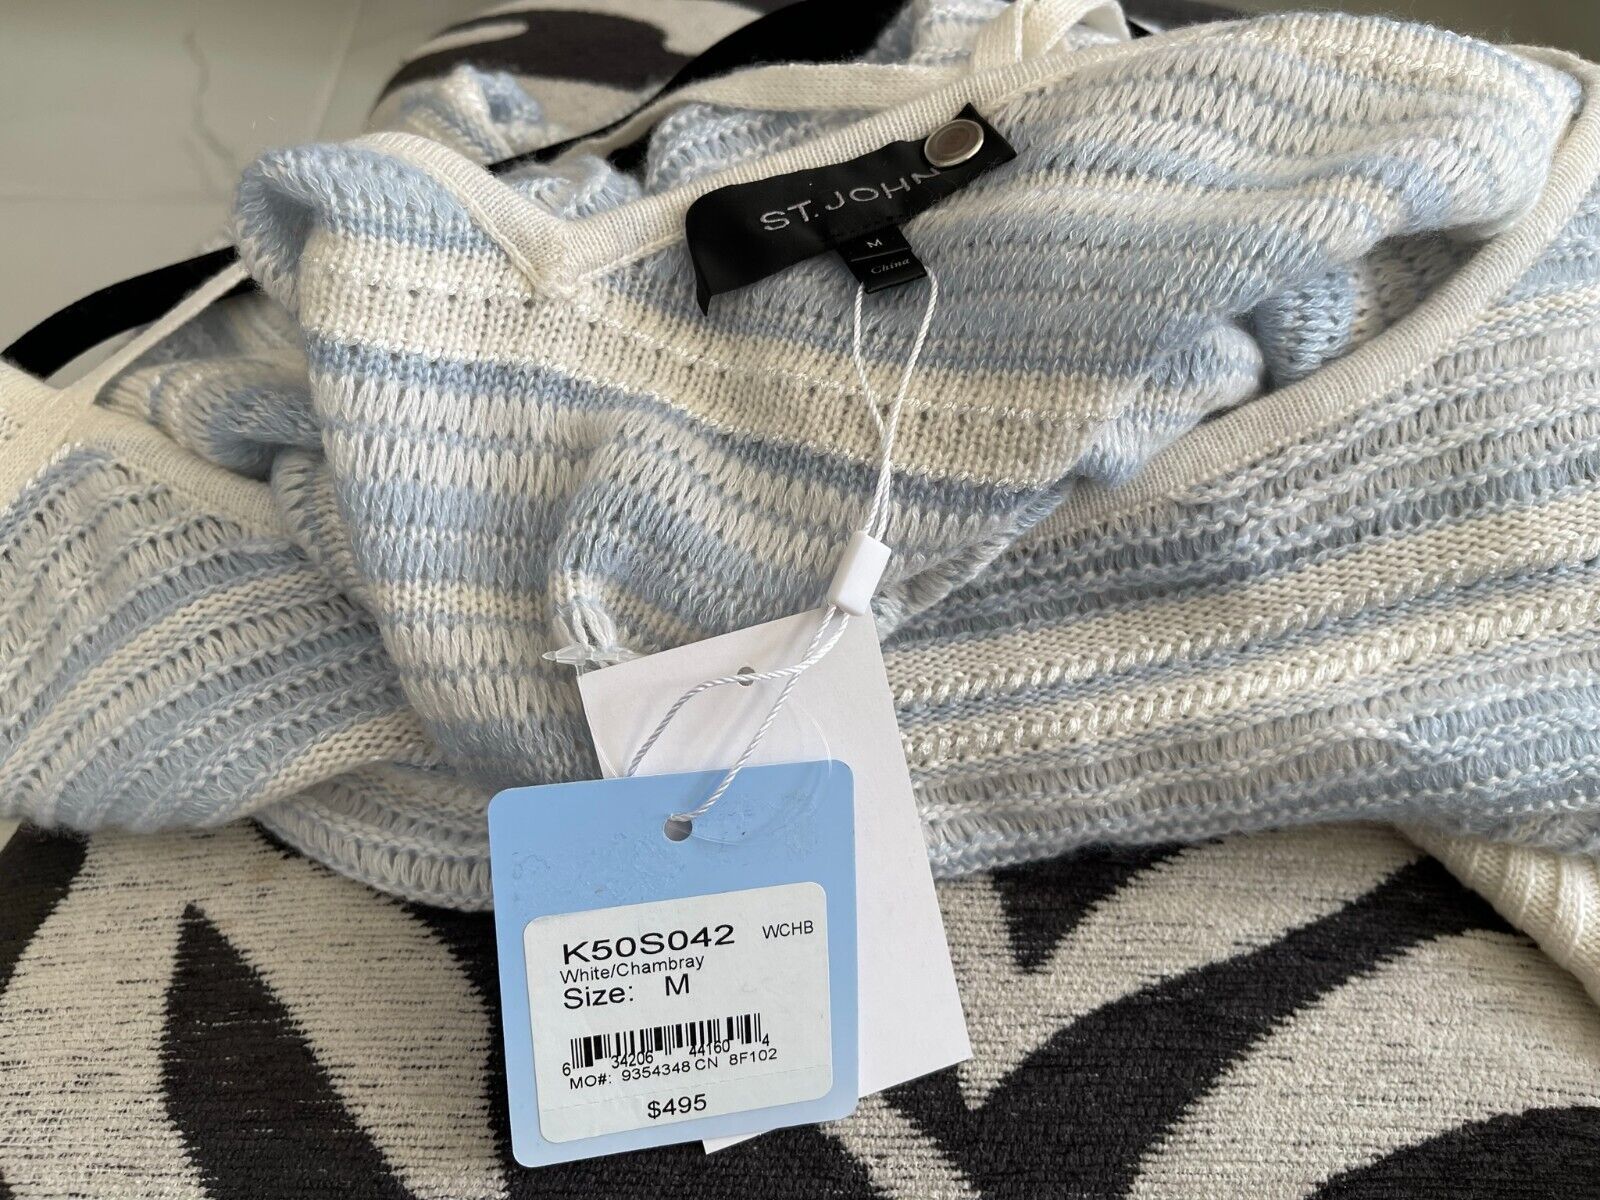 ST. JOHN
M
China
K50S042 WCHB
White/Chambray
Size: M
6 34206 44160 4
MO#: 9354348 CN 8F102
$495